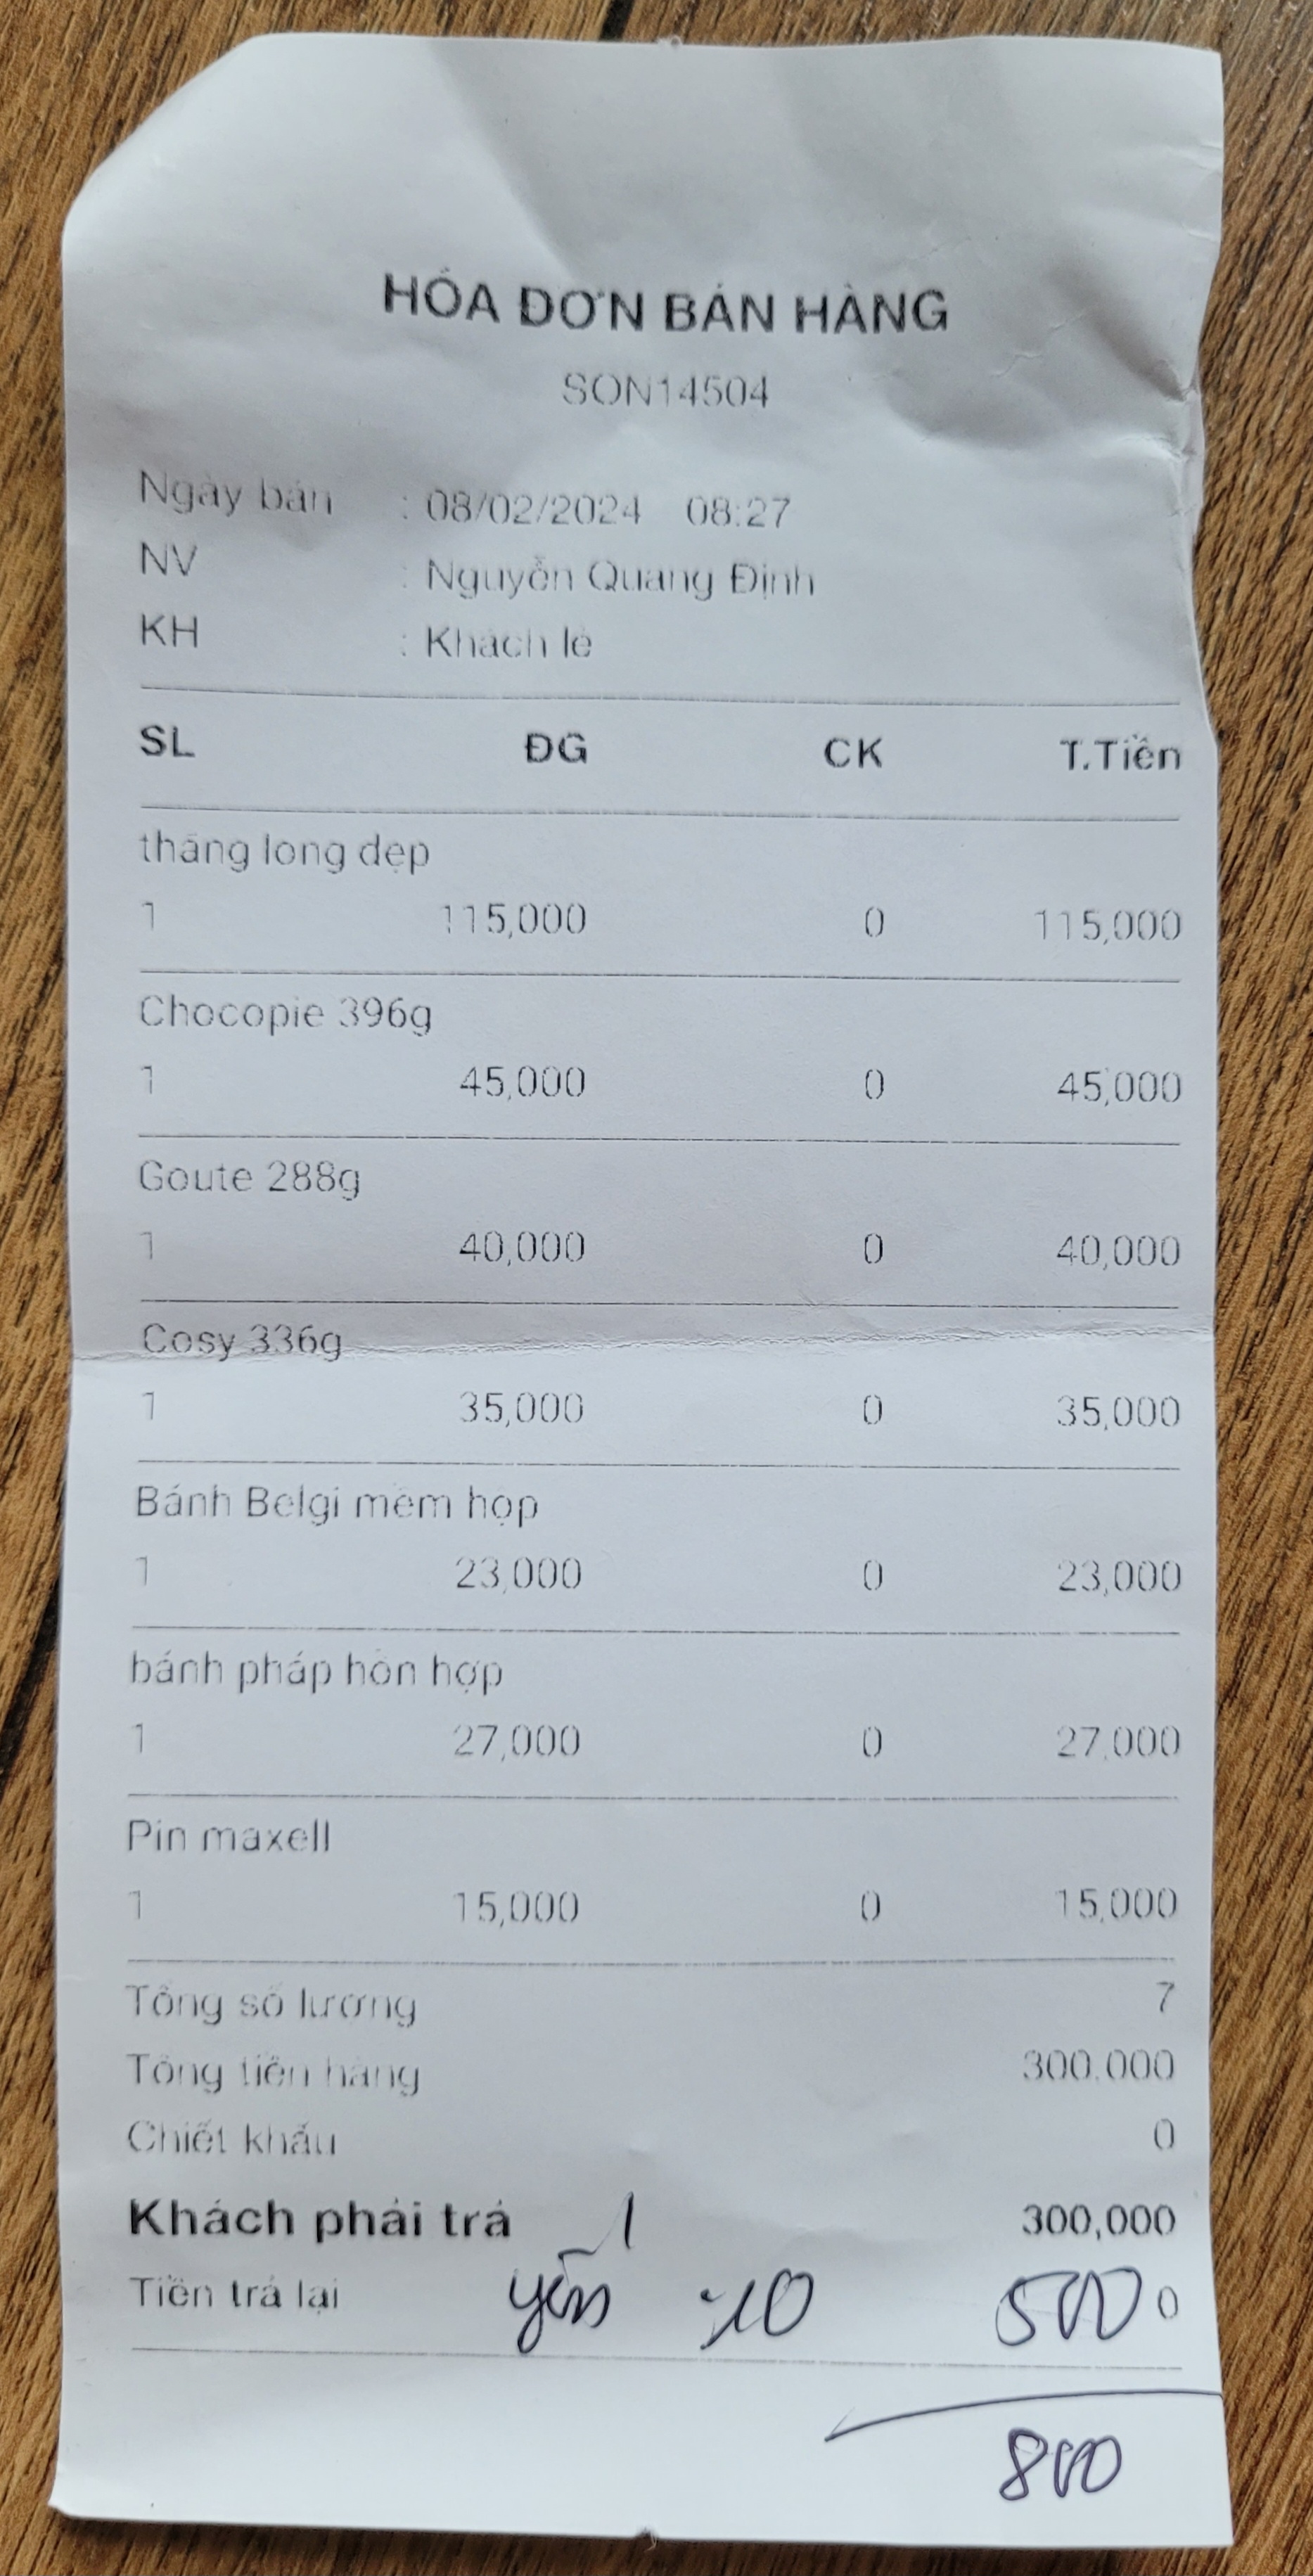 HÓA ĐƠN BÁN HÀNG
SON14504
Ngày bán : 08/02/2024 08:27
NV : Nguyễn Quang Định
KH : Khách lẻ
SL ĐG CK T.Tiền
thăng long dẹp
1 115,000 0 115,000
Chocopie 396g
1 45,000 0 45,000
Goute 288g
1 40,000 0 40,000
Cosy 336g
1 35,000 0 35,000
Bánh Belgi mềm hộp
1 23,000 0 23,000
bánh pháp hỗn hợp
1 27,000 0 27,000
Pin maxell
1 15,000 0 15,000
Tổng số lượng 7
Tổng tiền hàng 300,000
Chiết khấu 0
Khách phải trả 300,000
Tiền trả lại yến x10 500 0
800